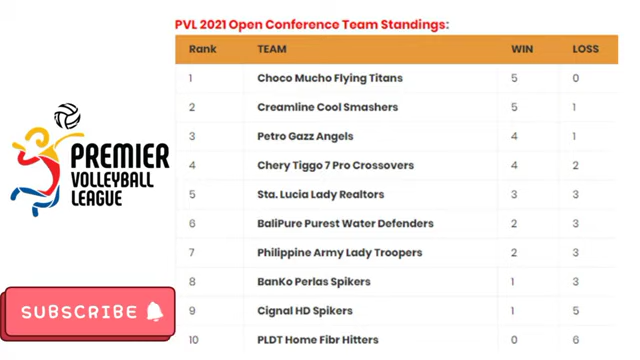 PVL 2021 Open Conference Team Standings:
Rank TEAM WIN LOSS
1 Choco Mucho Flying Titans 5 0
2 Creamline Cool Smashers 5 1
3 Petro Gazz Angels 4 1
4 Chery Tiggo 7 Pro Crossovers 4 2
5 Sta. Lucia Lady Realtors 3 3
6 BaliPure Purest Water Defenders 2 3
7 Philippine Army Lady Troopers 2 3
8 BanKo Perlas Spikers 1 3
9 Cignal HD Spikers 1 5
10 PLDT Home Fibr Hitters 0 6
PREMIER
VOLLEYBALL
LEAGUE
SUBSCRIBE